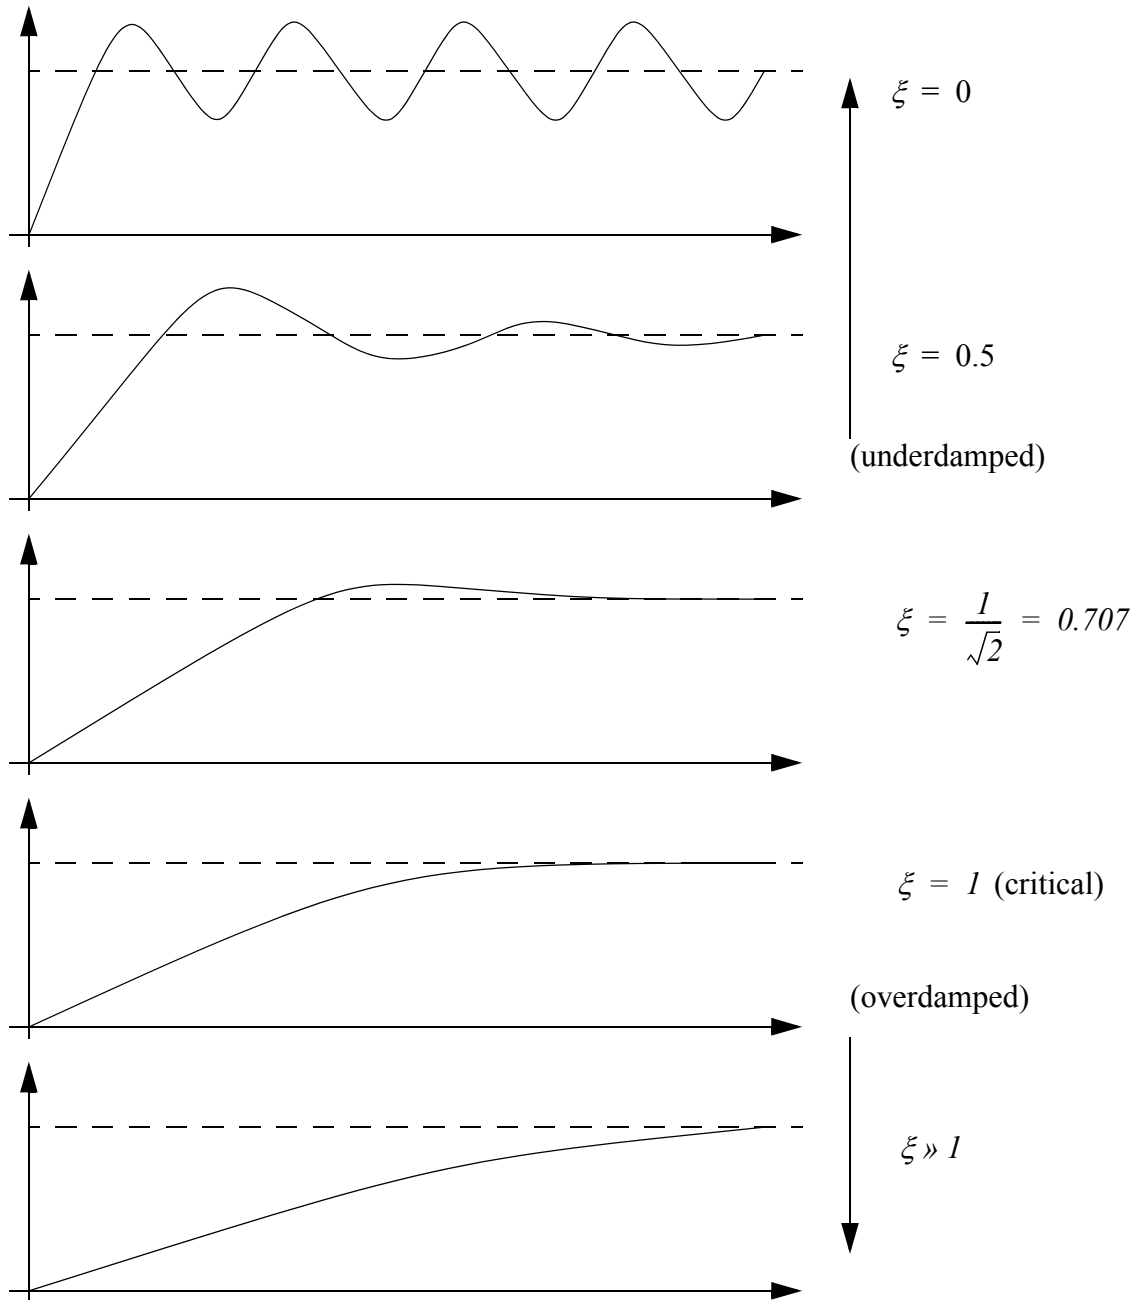 ξ = 0
ξ = 0.5
(underdamped)
ξ = 1/√2 = 0.707
ξ = 1 (critical)
(overdamped)
ξ » 1